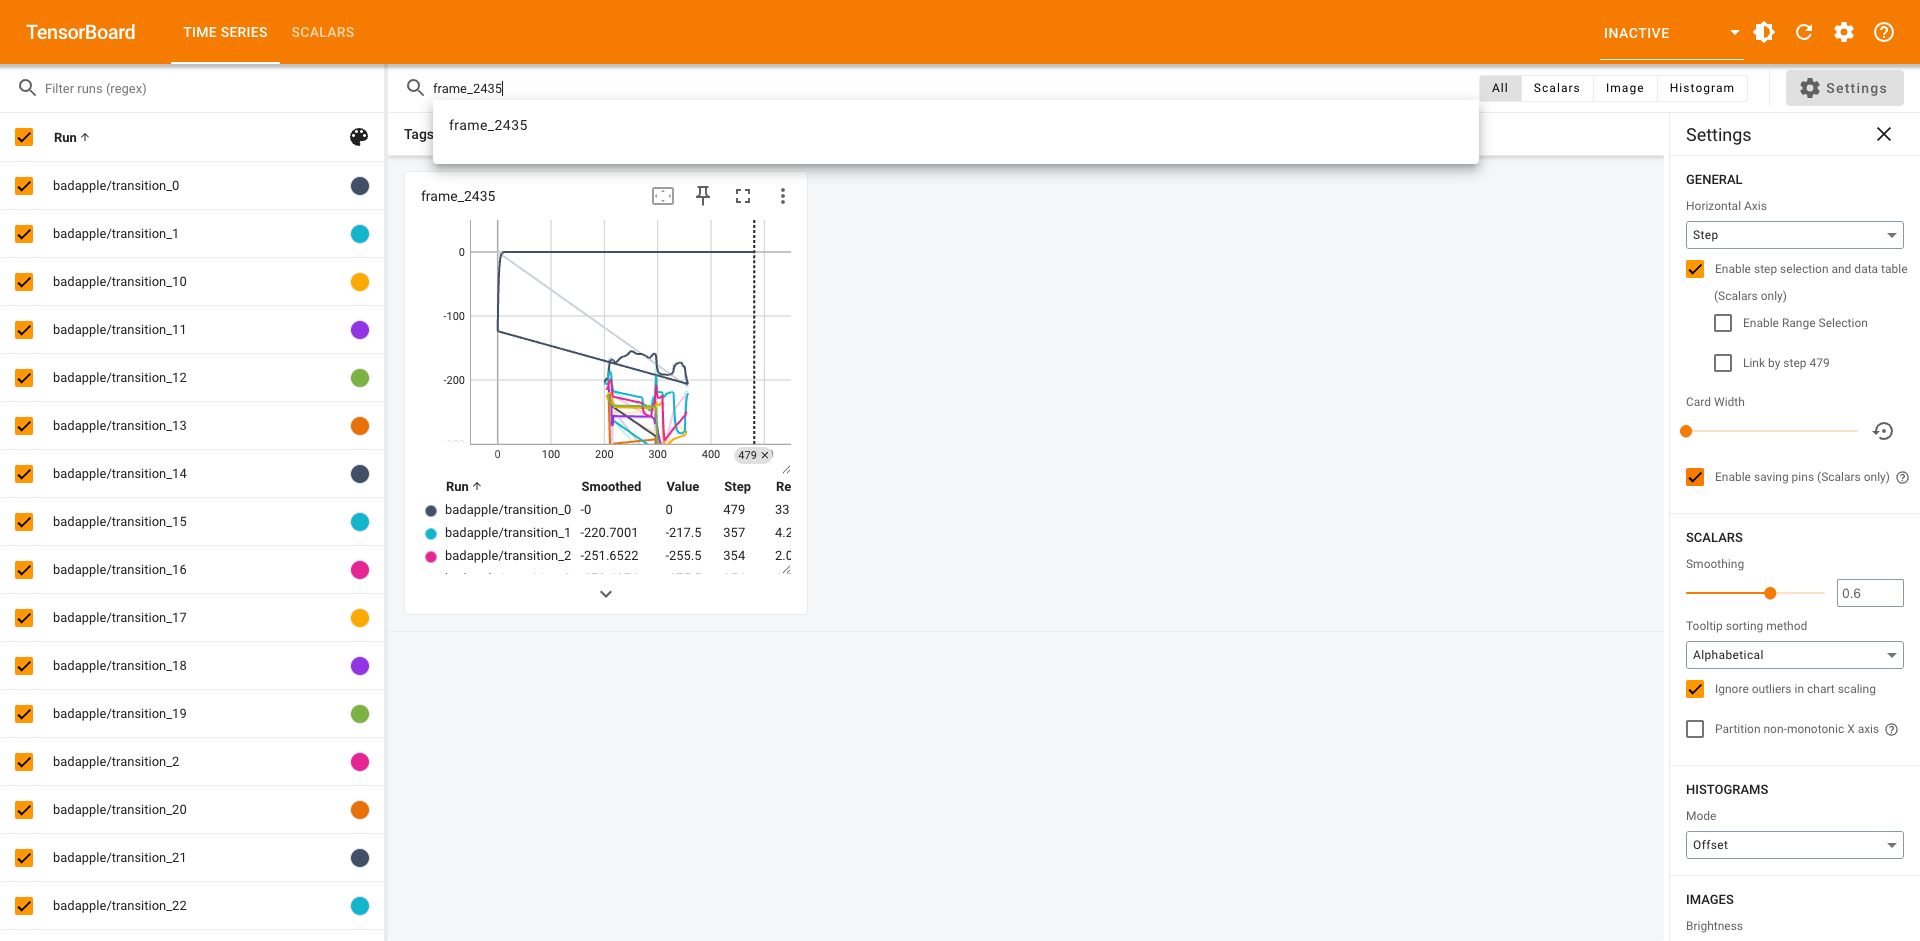 TensorBoard TIME SERIES SCALARS INACTIVE
Filter runs (regex)
frame_2435
frame_2435
All Scalars Image Histogram
Settings
Run
badapple/transition_0
badapple/transition_1
badapple/transition_10
badapple/transition_11
badapple/transition_12
badapple/transition_13
badapple/transition_14
badapple/transition_15
badapple/transition_16
badapple/transition_17
badapple/transition_18
badapple/transition_19
badapple/transition_2
badapple/transition_20
badapple/transition_21
badapple/transition_22
Tags
frame_2435
0
-100
-200
0 100 200 300 400 479
Run Smoothed Value Step Re
badapple/transition_0 -0 0 479 33.
badapple/transition_1 -220.7001 -217.5 357 4.2
badapple/transition_2 -251.6522 -255.5 354 2.0
Settings
GENERAL
Horizontal Axis
Step
Enable step selection and data table
(Scalars only)
Enable Range Selection
Link by step 479
Card Width
Enable saving pins (Scalars only)
SCALARS
Smoothing
0.6
Tooltip sorting method
Alphabetical
Ignore outliers in chart scaling
Partition non-monotonic X axis
HISTOGRAMS
Mode
Offset
IMAGES
Brightness